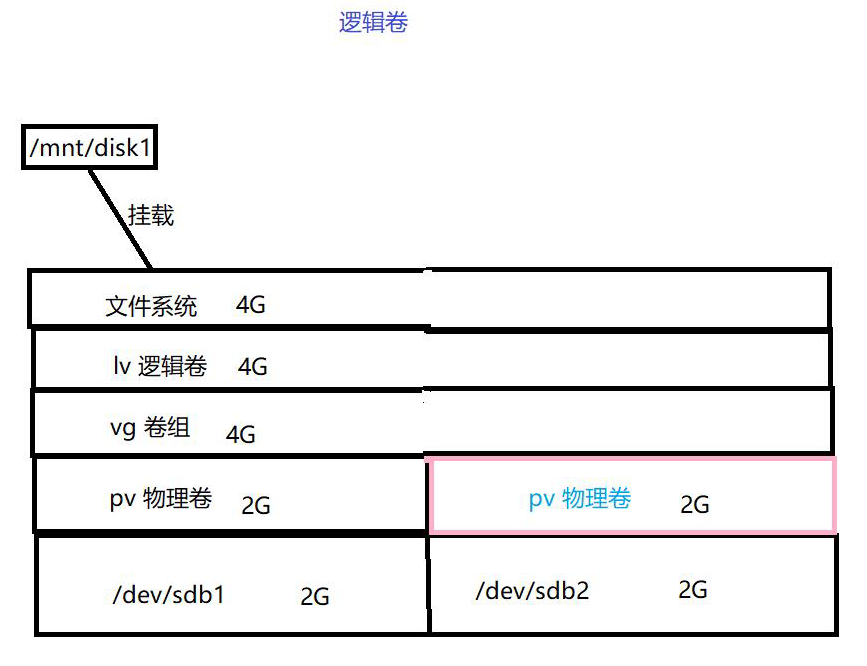 逻辑卷
/mnt/disk1
挂载
文件系统 4G
lv 逻辑卷 4G
vg 卷组 4G
pv 物理卷 2G pv 物理卷 2G
/dev/sdb1 2G /dev/sdb2 2G